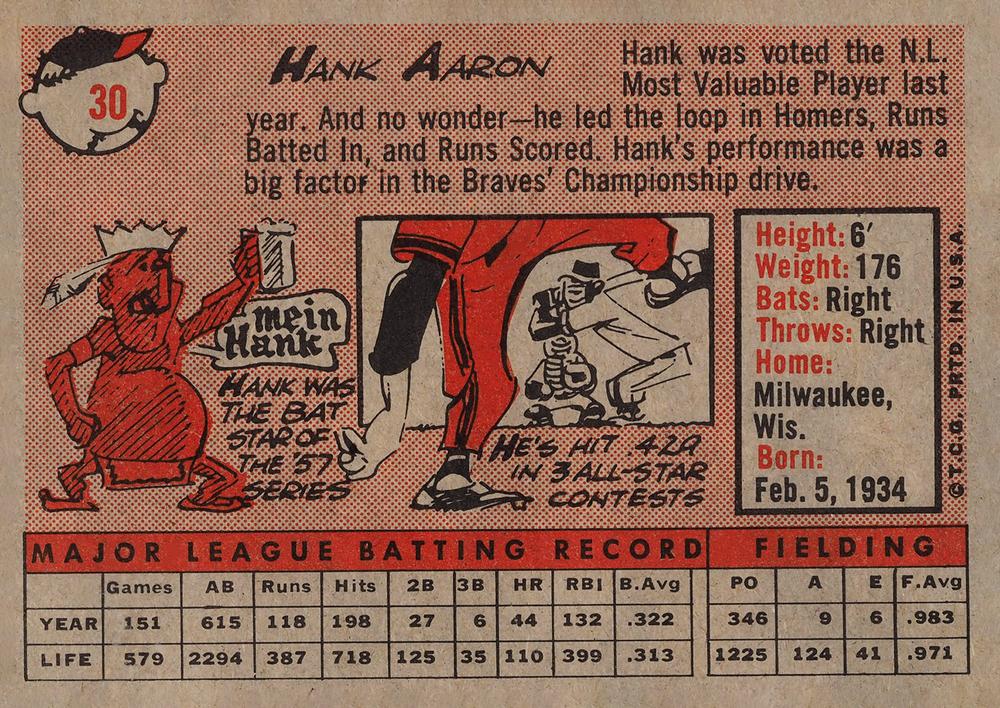 30
HANK AARON
Hank was voted the N.L.
Most Valuable Player last
year. And no wonder—he led the loop in Homers, Runs
Batted In, and Runs Scored. Hank's performance was a
big factor in the Braves' Championship drive.
mein
Hank
HANK WAS
THE BAT
STAR OF
THE '57
SERIES
HE'S HIT .429
IN 3 ALL-STAR
CONTESTS
Height: 6'
Weight: 176
Bats: Right
Throws: Right
Home:
Milwaukee,
Wis.
Born:
Feb. 5, 1934
© T.C.G. PRTD. IN U.S.A.
MAJOR LEAGUE BATTING RECORD FIELDING
Games AB Runs Hits 2B 3B HR RBI B.Avg PO A E F.Avg
YEAR 151 615 118 198 27 6 44 132 .322 346 9 6 .983
LIFE 579 2294 387 718 125 35 110 399 .313 1225 124 41 .971